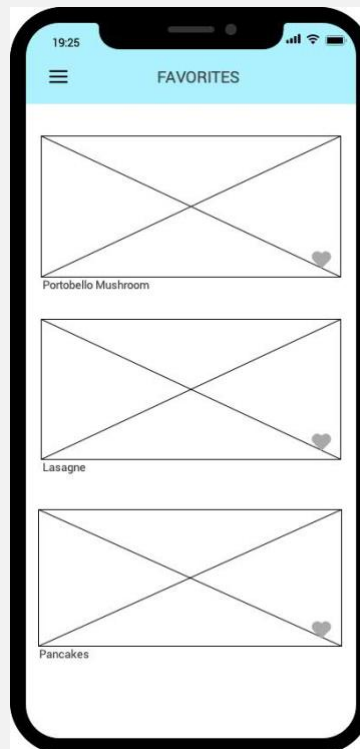 19:25
FAVORITES
Portobello Mushroom
Lasagne
Pancakes